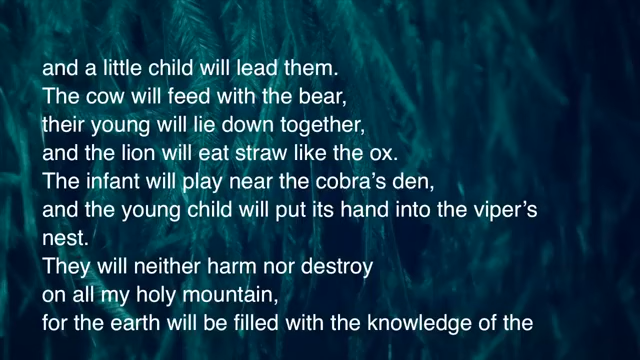 and a little child will lead them.
The cow will feed with the bear,
their young will lie down together,
and the lion will eat straw like the ox.
The infant will play near the cobra’s den,
and the young child will put its hand into the viper’s
nest.
They will neither harm nor destroy
on all my holy mountain,
for the earth will be filled with the knowledge of the